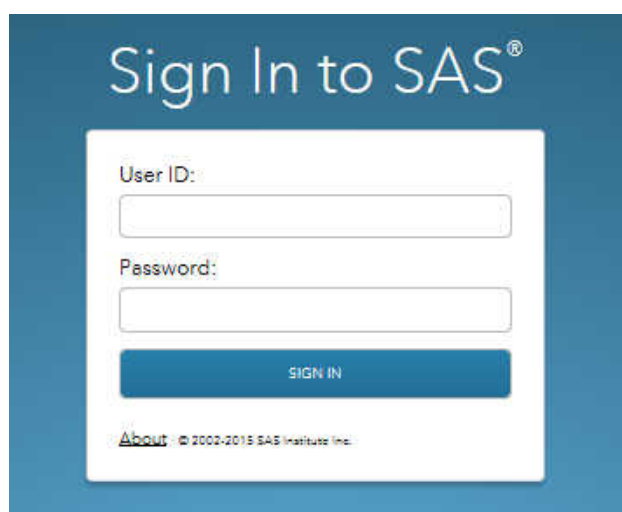 Sign In to SAS®
User ID:
Password:
SIGN IN
About © 2002-2015 SAS Institute Inc.